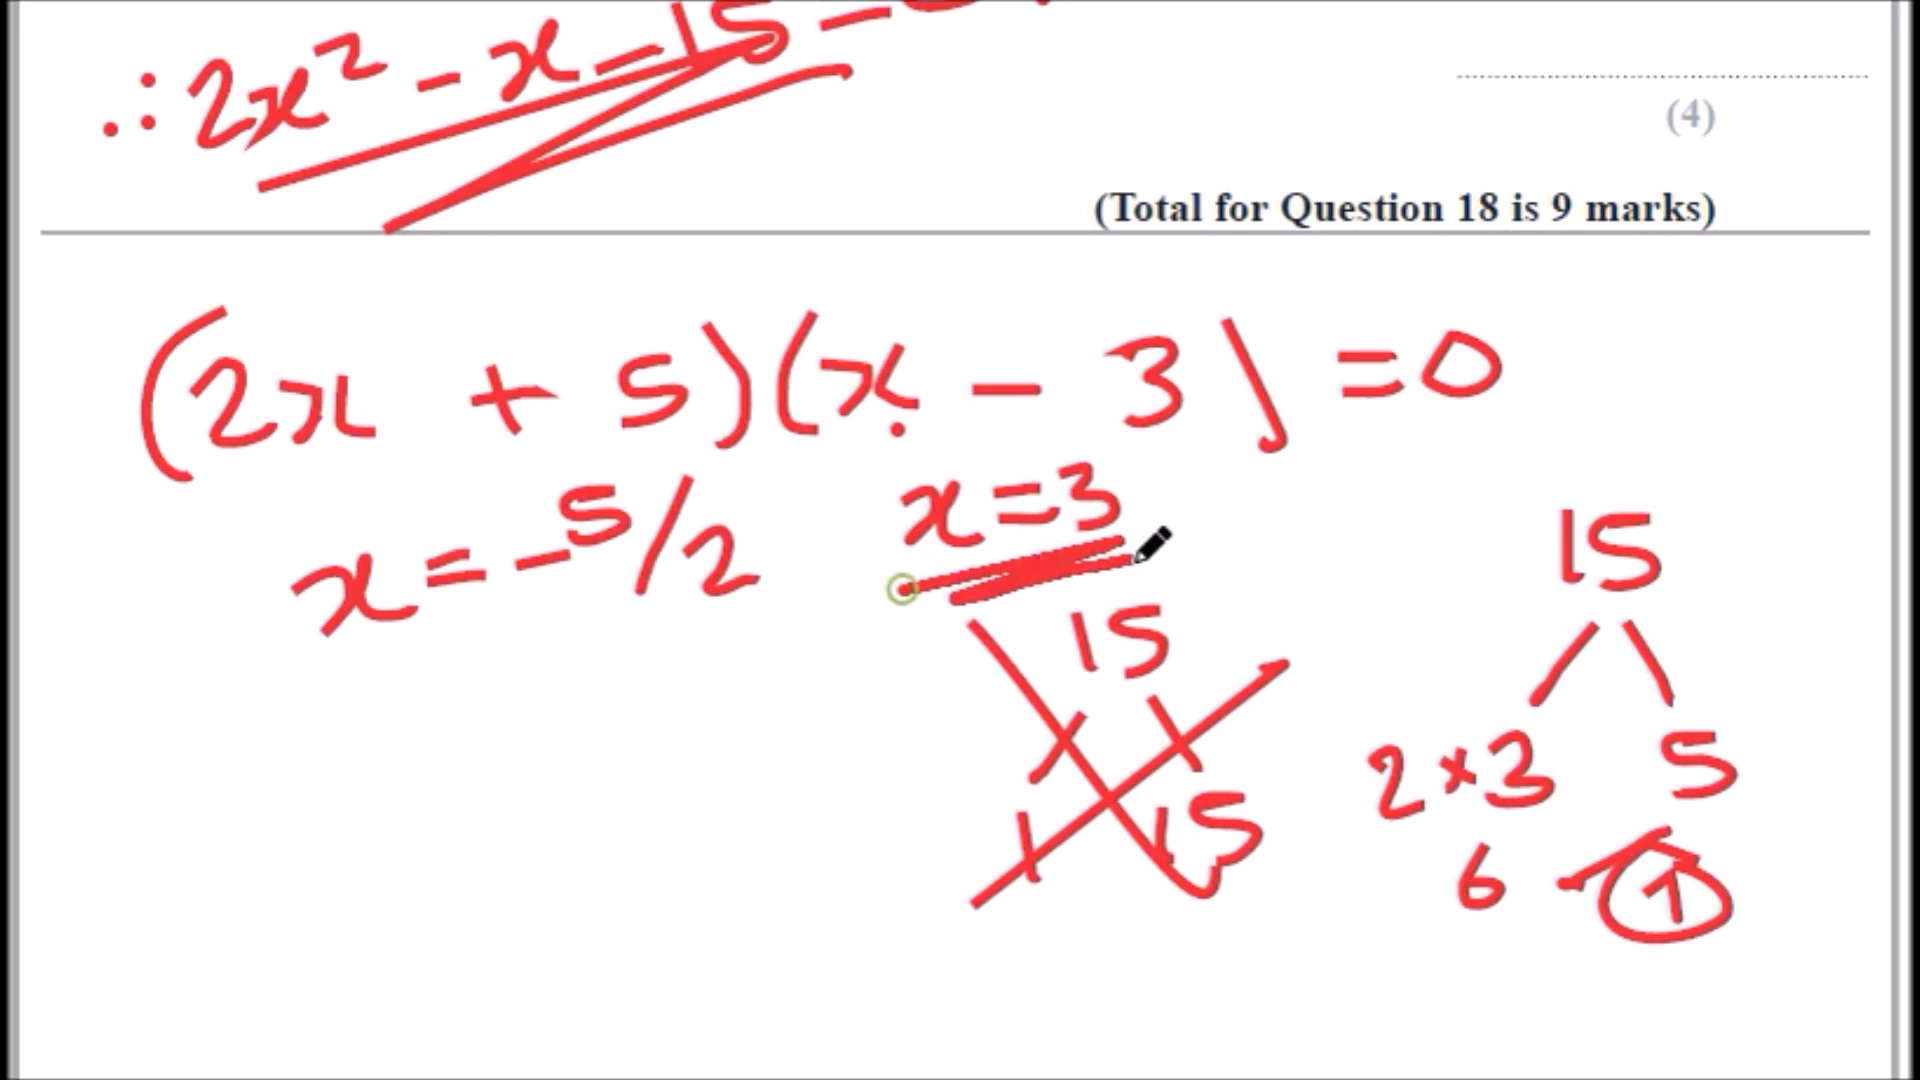 ∴ 2x² - x - 15 =
(4)
(Total for Question 18 is 9 marks)
(2x + 5)(x - 3) = 0
x = -5/2 x = 3
15
1 15
15
2 × 3 5
6 1